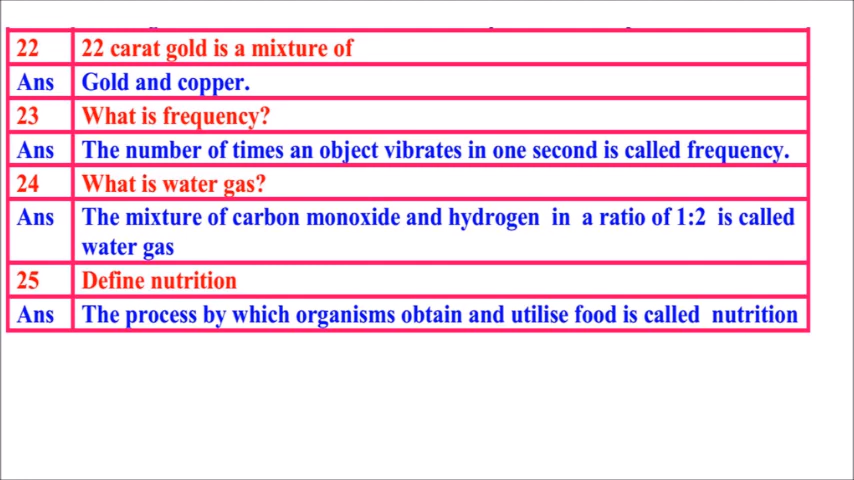 22 22 carat gold is a mixture of
Ans Gold and copper.
23 What is frequency?
Ans The number of times an object vibrates in one second is called frequency.
24 What is water gas?
Ans The mixture of carbon monoxide and hydrogen in a ratio of 1:2 is called
water gas
25 Define nutrition
Ans The process by which organisms obtain and utilise food is called nutrition